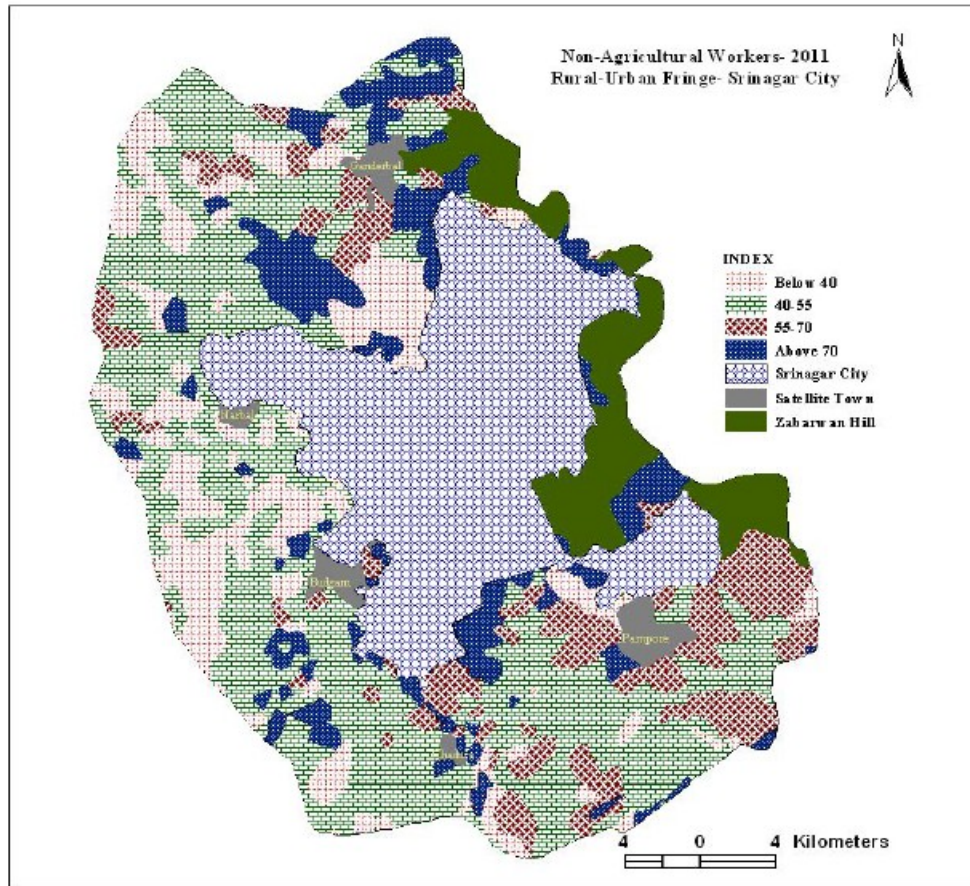 Non-Agricultural Workers- 2011
Rural-Urban Fringe- Srinagar City
N
Ganderbal
INDEX
Below 40
40-55
55-70
Above 70
Srinagar City
Satellite Town
Zabarwan Hill
Narbal
Budgam
Pampore
4 0 4 Kilometers